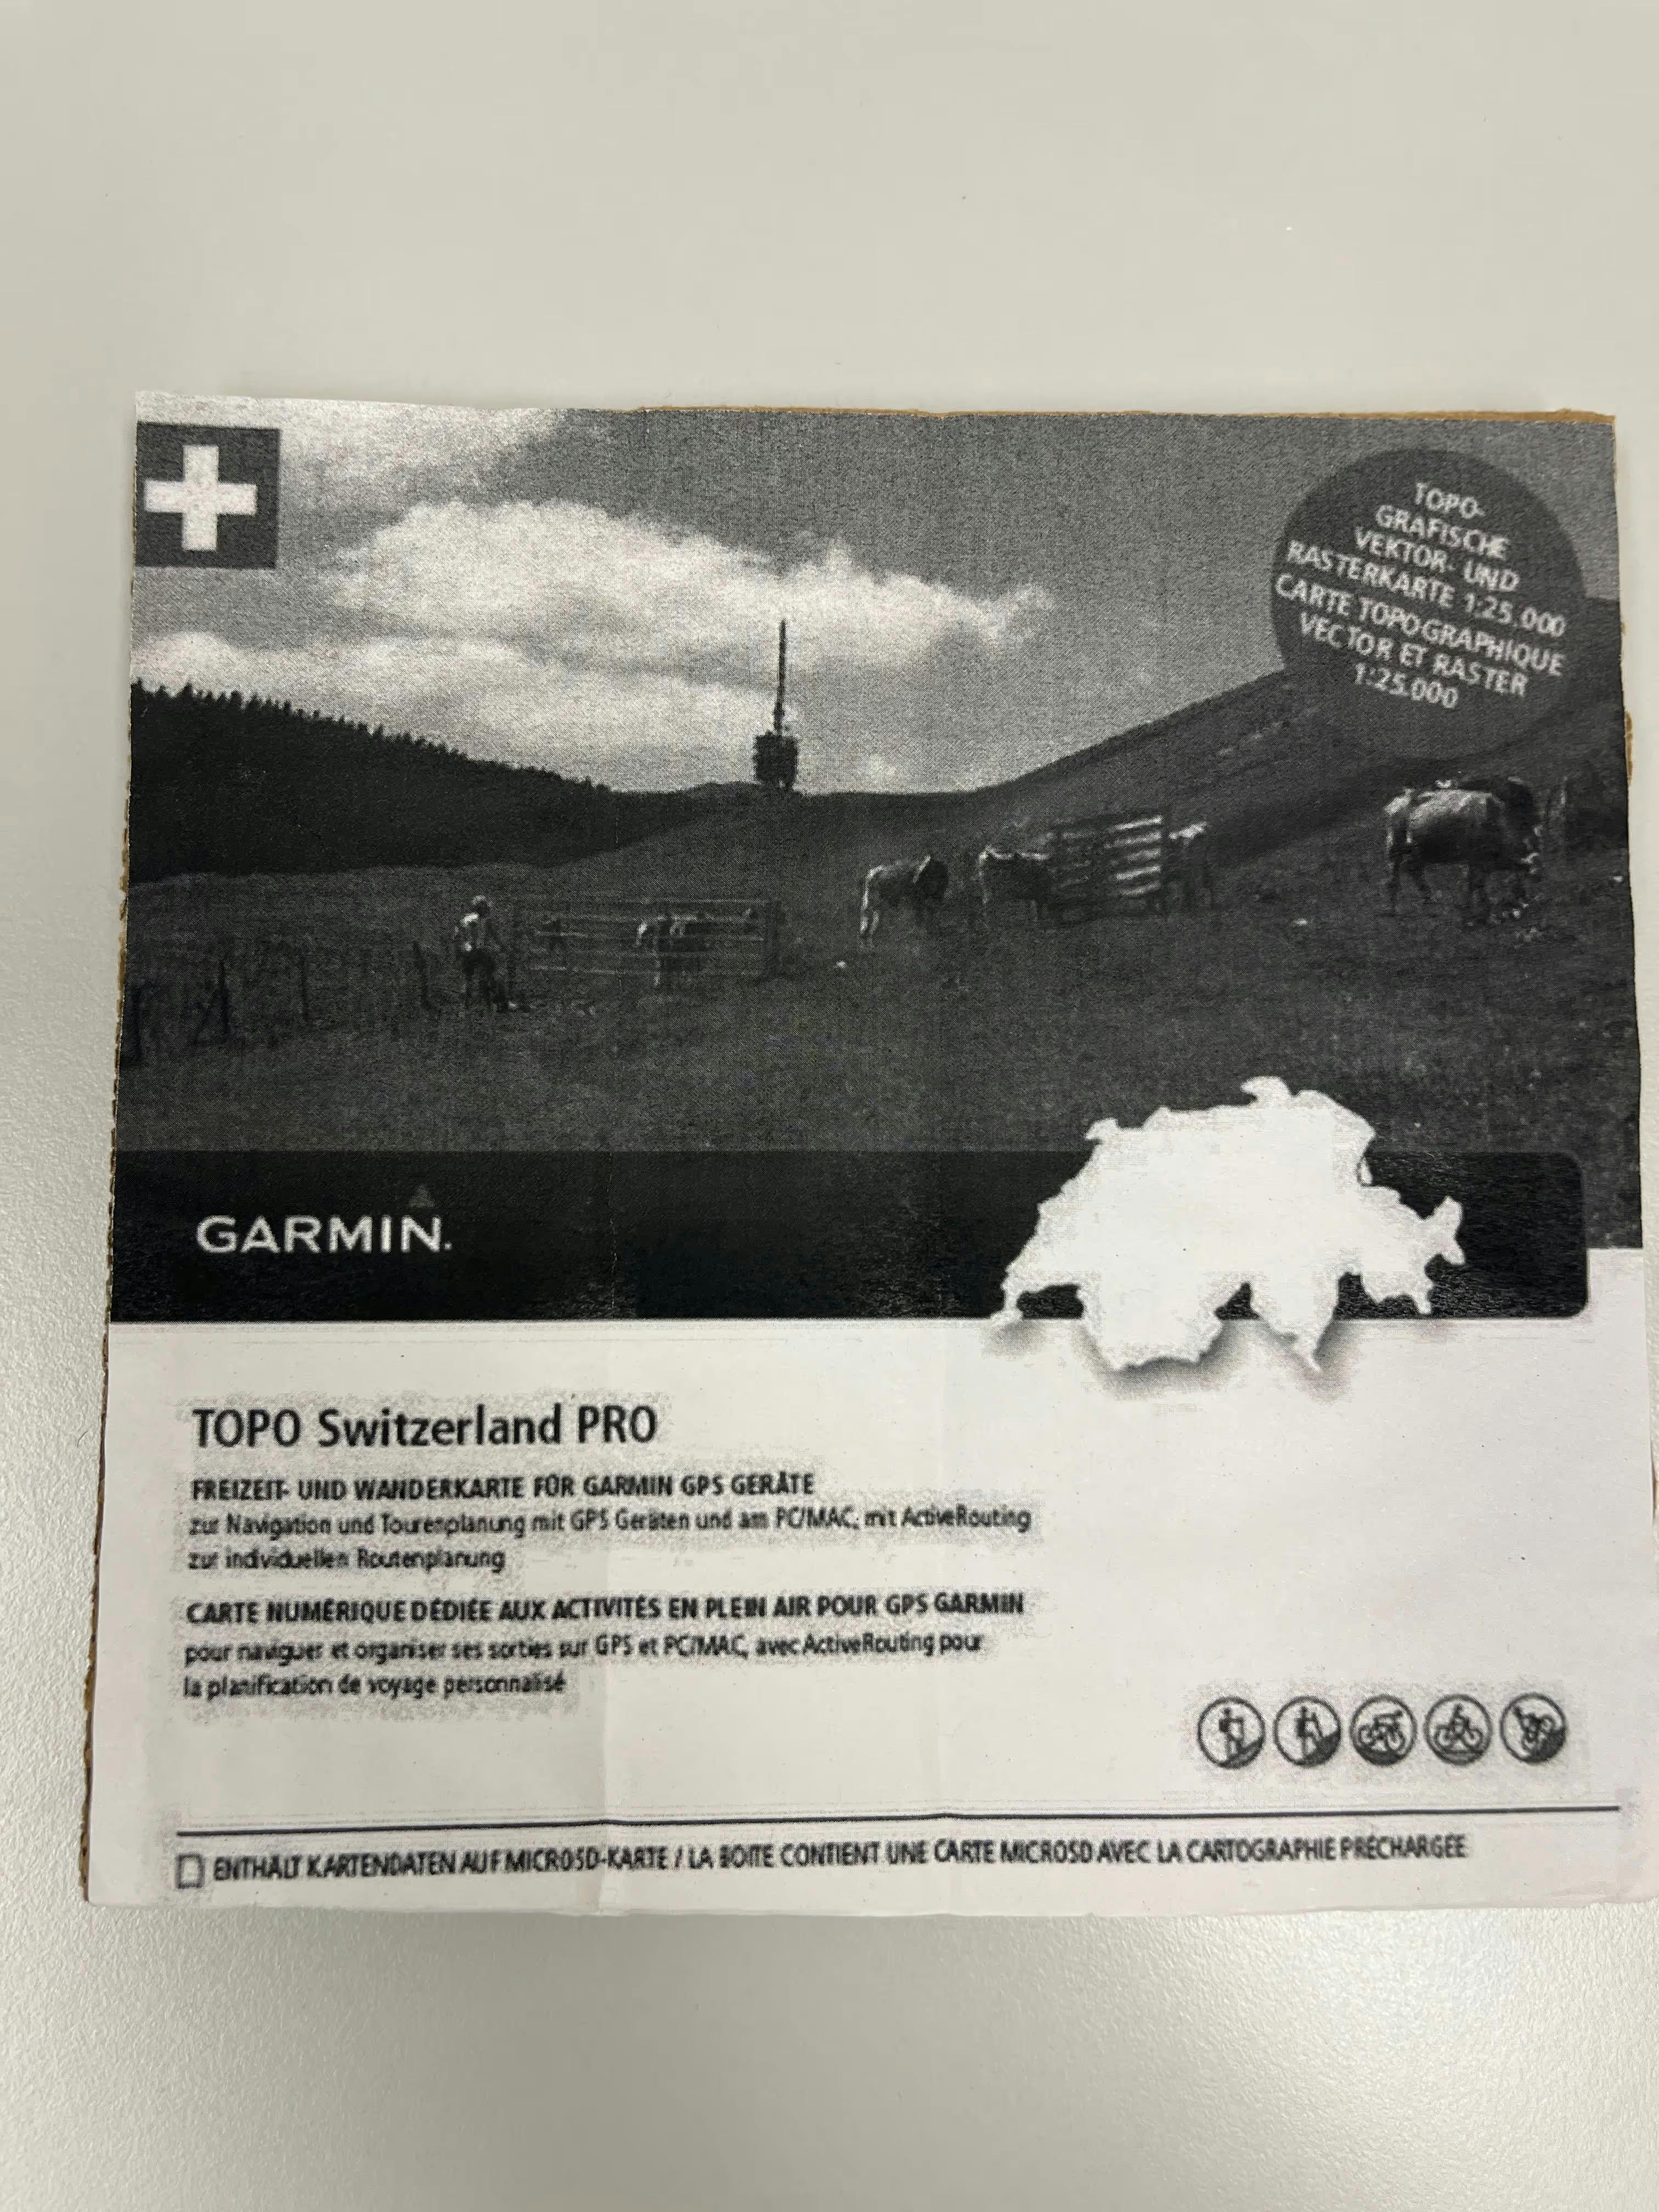 TOPO-
GRAFISCHE
VEKTOR- UND
RASTERKARTE 1:25.000
CARTE TOPOGRAPHIQUE
VECTOR ET RASTER
1:25.000
GARMIN.
TOPO Switzerland PRO
FREIZEIT- UND WANDERKARTE FÜR GARMIN GPS GERÄTE
zur Navigation und Tourenplanung mit GPS Geräten und am PC/MAC, mit ActiveRouting
zur individuellen Routenplanung
CARTE NUMÉRIQUE DÉDIÉE AUX ACTIVITÉS EN PLEIN AIR POUR GPS GARMIN
pour naviguer et organiser ses sorties sur GPS et PC/MAC, avec ActiveRouting pour
la planification de voyage personnalisé
ENTHÄLT KARTENDATEN AUF MICROSD-KARTE / LA BOITE CONTIENT UNE CARTE MICROSD AVEC LA CARTOGRAPHIE PRÉCHARGÉE